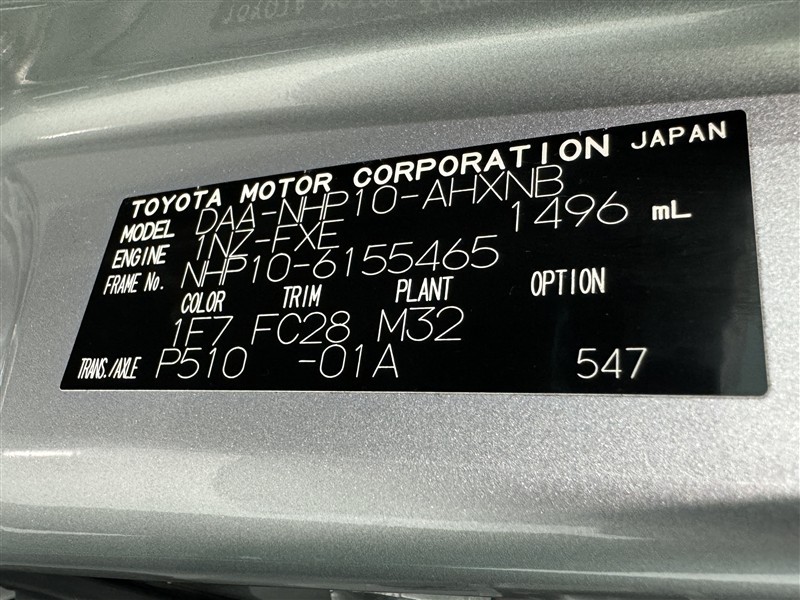 TOYOTA MOTOR CORPORATION JAPAN
MODEL DAA-NHP10-AHXNB
ENGINE 1NZ-FXE 1496 mL
FRAME No. NHP10-6155465
COLOR TRIM PLANT OPTION
1F7 FC28 M32
TRANS./AXLE P510 -01A 547